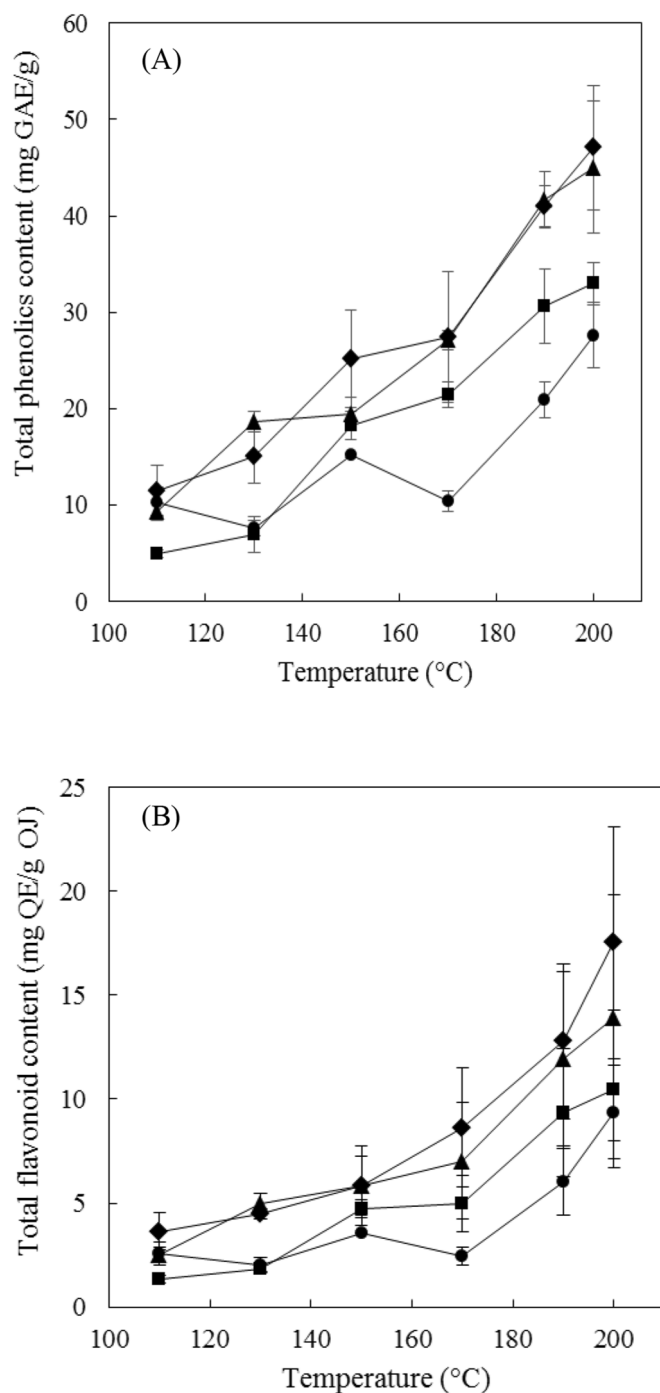 (A)
Total phenolics content (mg GAE/g)
60
50
40
30
20
10
0
100 120 140 160 180 200
Temperature (°C)
(B)
Total flavonoid content (mg QE/g OJ)
25
20
15
10
5
0
100 120 140 160 180 200
Temperature (°C)